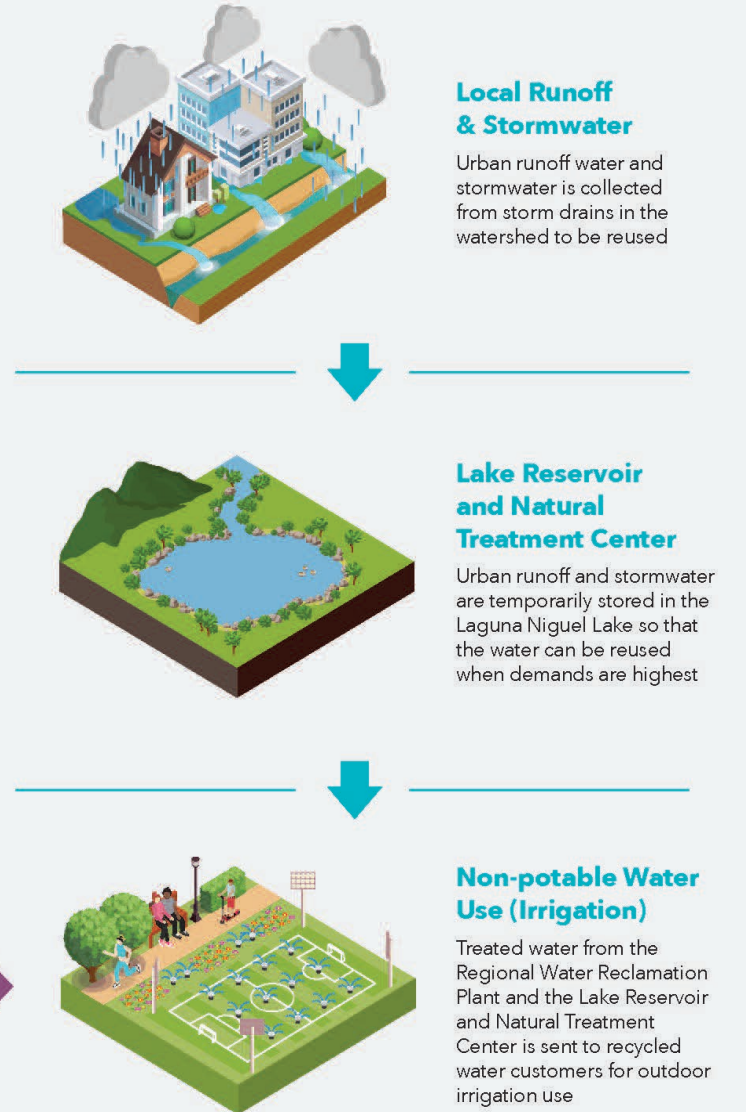 Local Runoff
& Stormwater
Urban runoff water and
stormwater is collected
from storm drains in the
watershed to be reused
Lake Reservoir
and Natural
Treatment Center
Urban runoff and stormwater
are temporarily stored in the
Laguna Niguel Lake so that
the water can be reused
when demands are highest
Non-potable Water
Use (Irrigation)
Treated water from the
Regional Water Reclamation
Plant and the Lake Reservoir
and Natural Treatment
Center is sent to recycled
water customers for outdoor
irrigation use